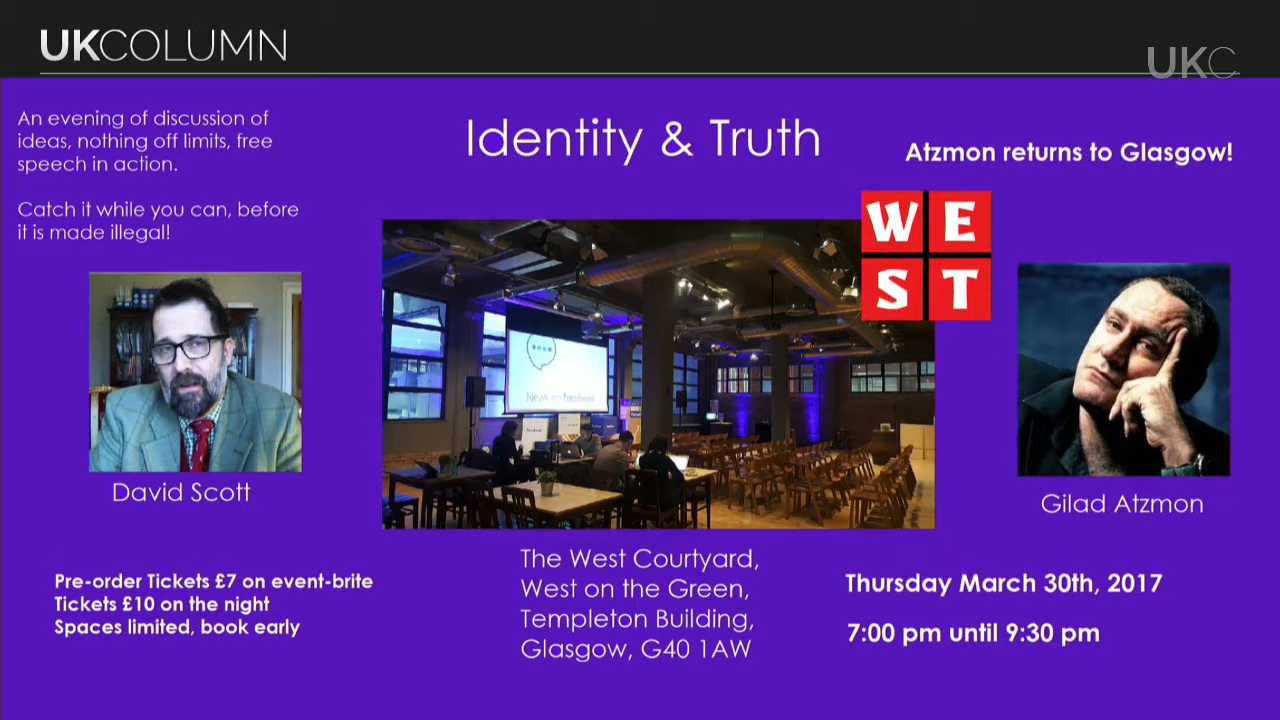 UKCOLUMN
UKC
An evening of discussion of
ideas, nothing off limits, free
speech in action.
Catch it while you can, before
it is made illegal!
Identity & Truth
Atzmon returns to Glasgow!
W E
S T
David Scott
Gilad Atzmon
Pre-order Tickets £7 on event-brite
Tickets £10 on the night
Spaces limited, book early
The West Courtyard,
West on the Green,
Templeton Building,
Glasgow, G40 1AW
Thursday March 30th, 2017
7:00 pm until 9:30 pm